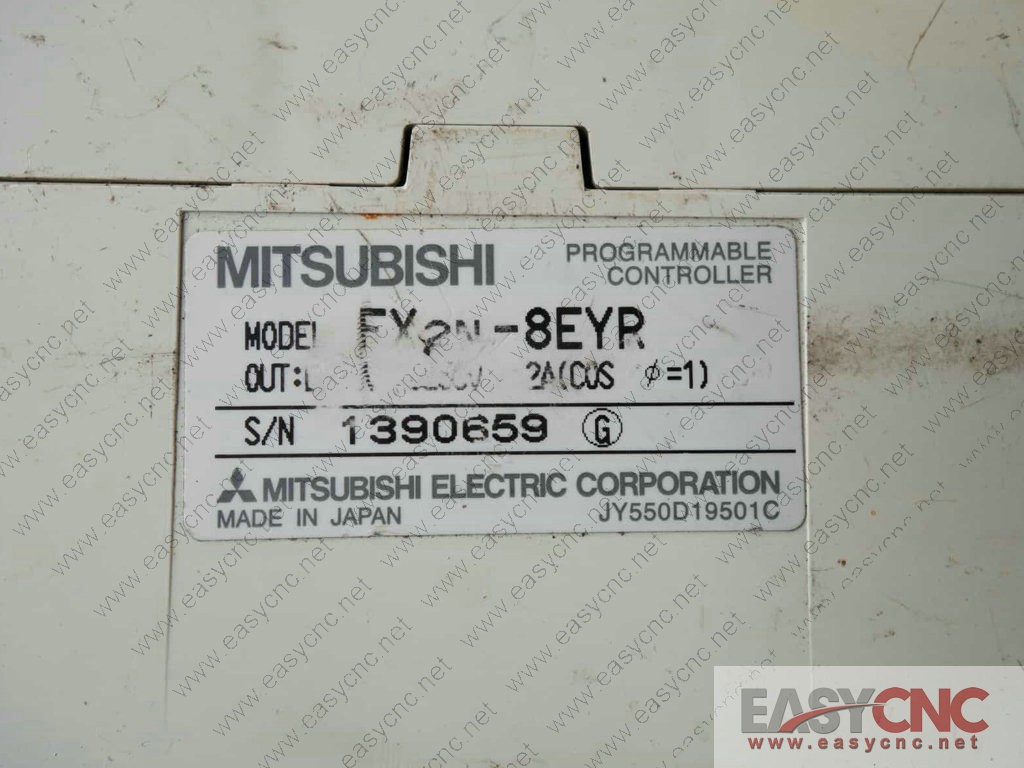 MITSUBISHI
PROGRAMMABLE
CONTROLLER
MODEL FX2N-8EYR
OUT: 2A(COS φ=1)
S/N 1390659 G
MITSUBISHI ELECTRIC CORPORATION
MADE IN JAPAN JY550D19501C
EASYCNC
www.easycnc.net